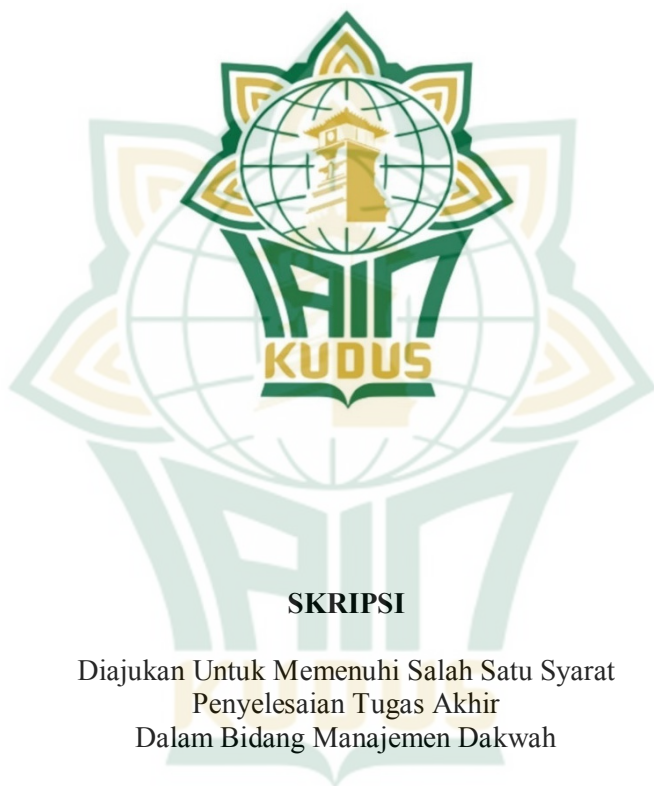 IAIN
KUDUS
SKRIPSI
Diajukan Untuk Memenuhi Salah Satu Syarat
Penyelesaian Tugas Akhir
Dalam Bidang Manajemen Dakwah